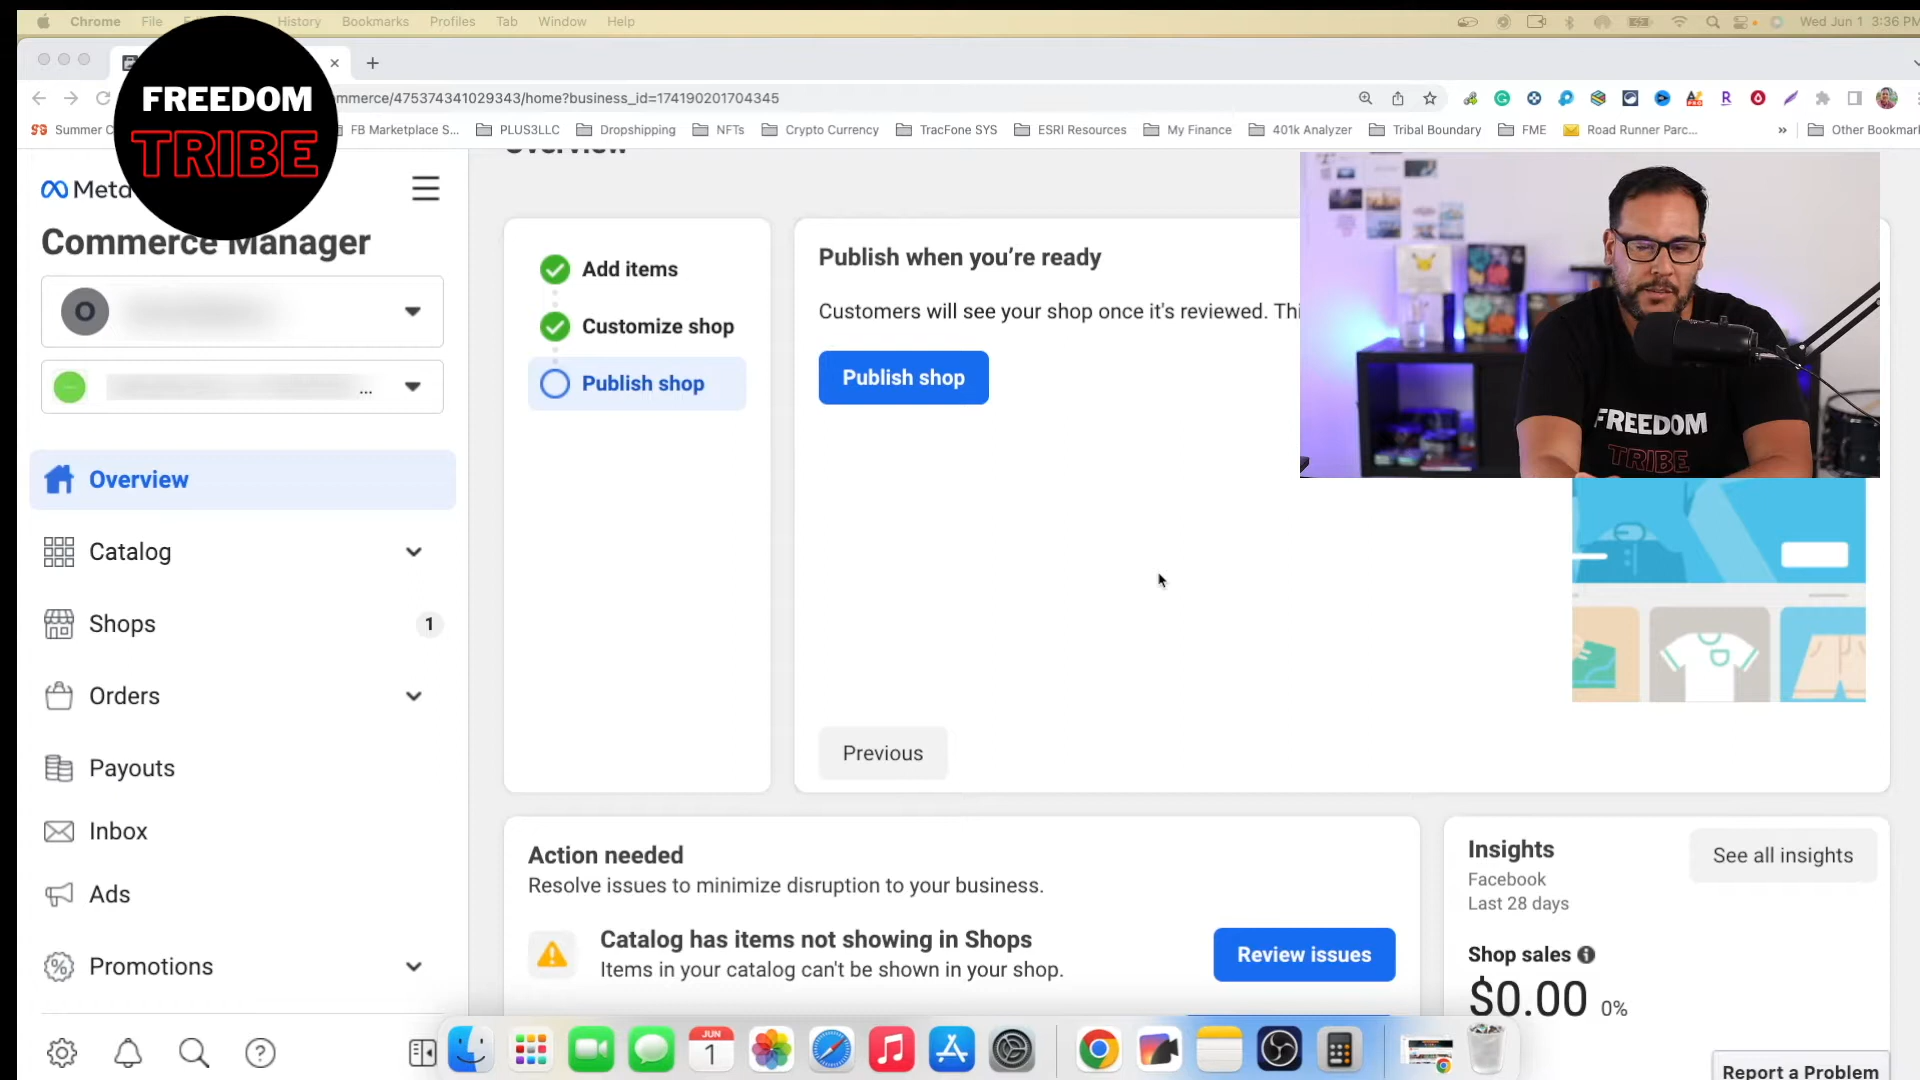 Chrome File History Bookmarks Profiles Tab Window Help Wed Jun 1 3:36 PM
mmerce/475374341029343/home?business_id=174190201704345
Summer C FB Marketplace S... PLUS3LLC Dropshipping NFTs Crypto Currency TracFone SYS ESRI Resources My Finance 401k Analyzer Tribal Boundary FME Road Runner Parc... » Other Bookmar
FREEDOM
TRIBE
Meta
Commerce Manager
O
...
Overview
Catalog
Shops 1
Orders
Payouts
Inbox
Ads
Promotions
Overview
Add items
Customize shop
Publish shop
Publish when you’re ready
Customers will see your shop once it's reviewed. Thi
Publish shop
Previous
FREEDOM
TRIBE
Action needed
Resolve issues to minimize disruption to your business.
Catalog has items not showing in Shops
Items in your catalog can't be shown in your shop.
Review issues
Insights
Facebook
Last 28 days
See all insights
Shop sales
$0.00 0%
JUN
1
Report a Problem